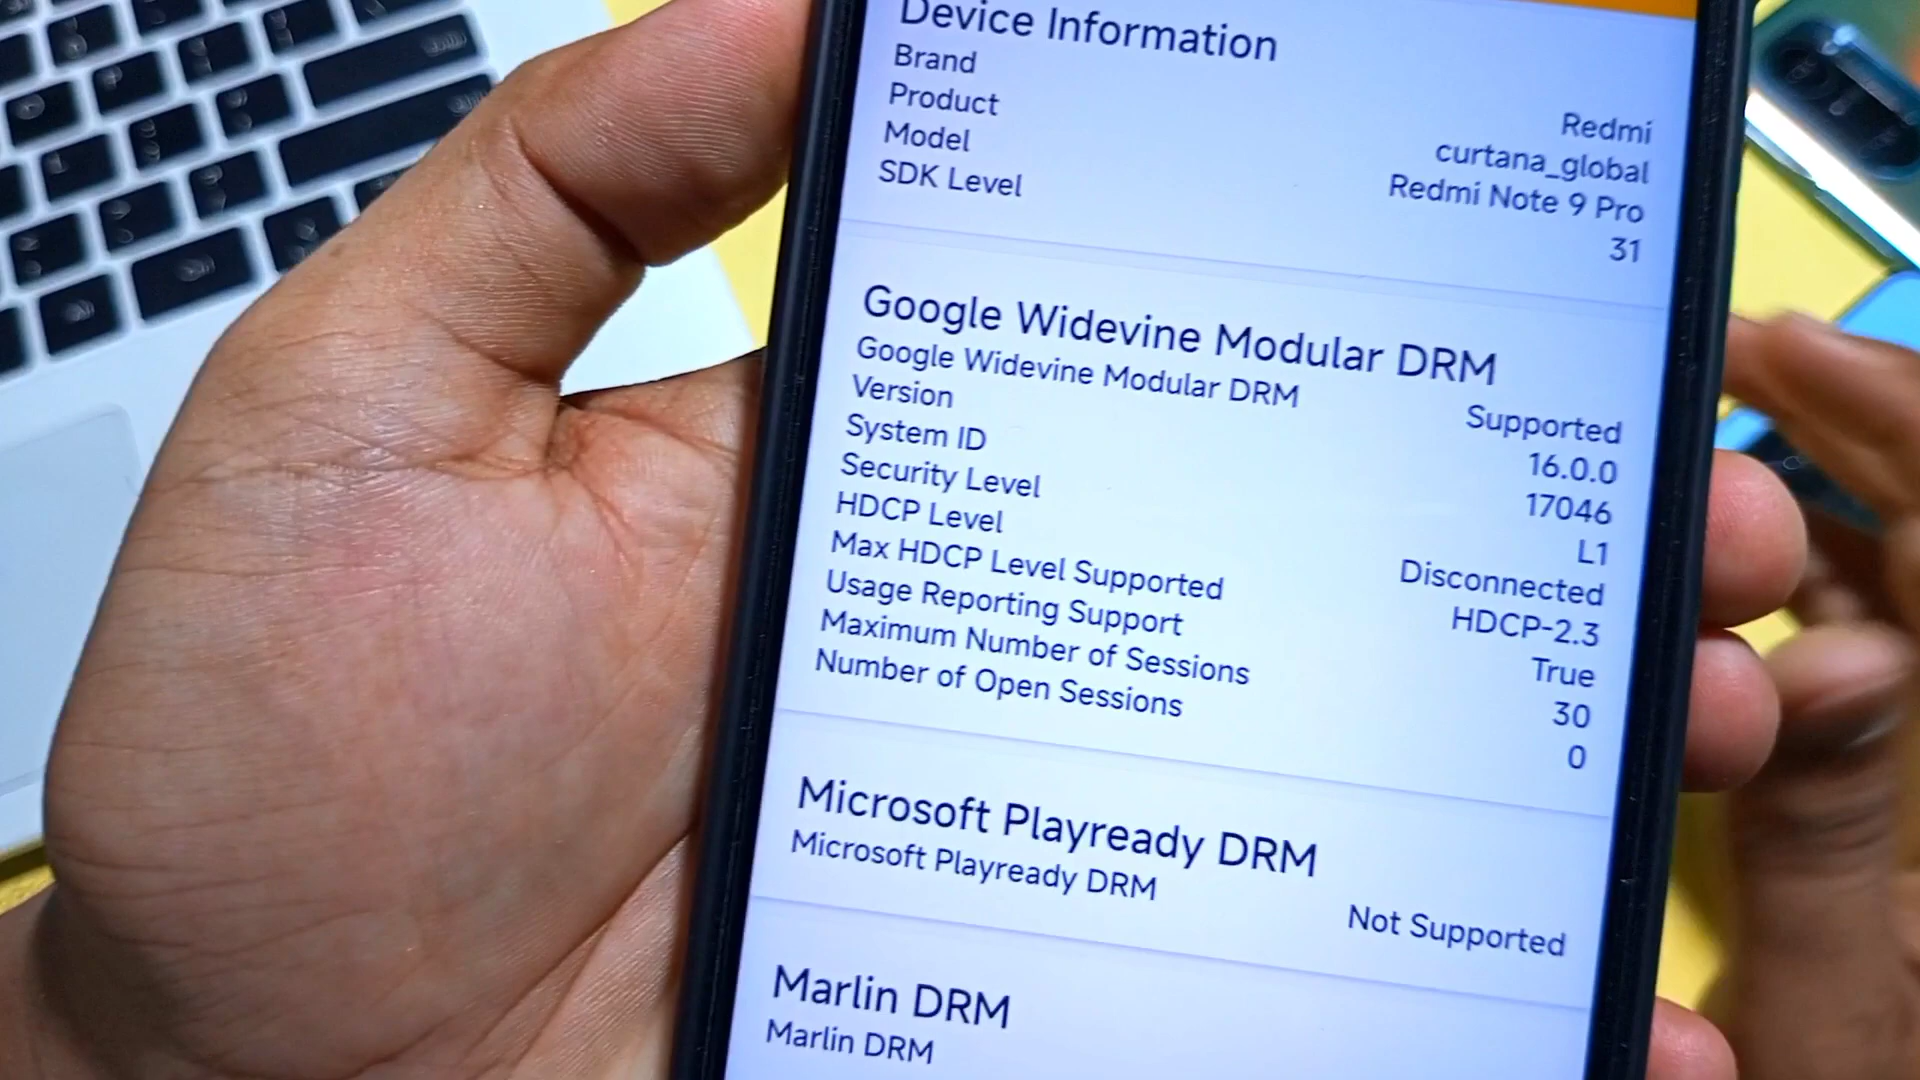 Device Information
Brand
Redmi
Product
curtana_global
Model
Redmi Note 9 Pro
SDK Level
31
Google Widevine Modular DRM
Google Widevine Modular DRM
Supported
Version
16.0.0
System ID
17046
Security Level
L1
HDCP Level
Disconnected
Max HDCP Level Supported
HDCP-2.3
Usage Reporting Support
True
Maximum Number of Sessions
30
Number of Open Sessions
0
Microsoft Playready DRM
Microsoft Playready DRM
Not Supported
Marlin DRM
Marlin DRM